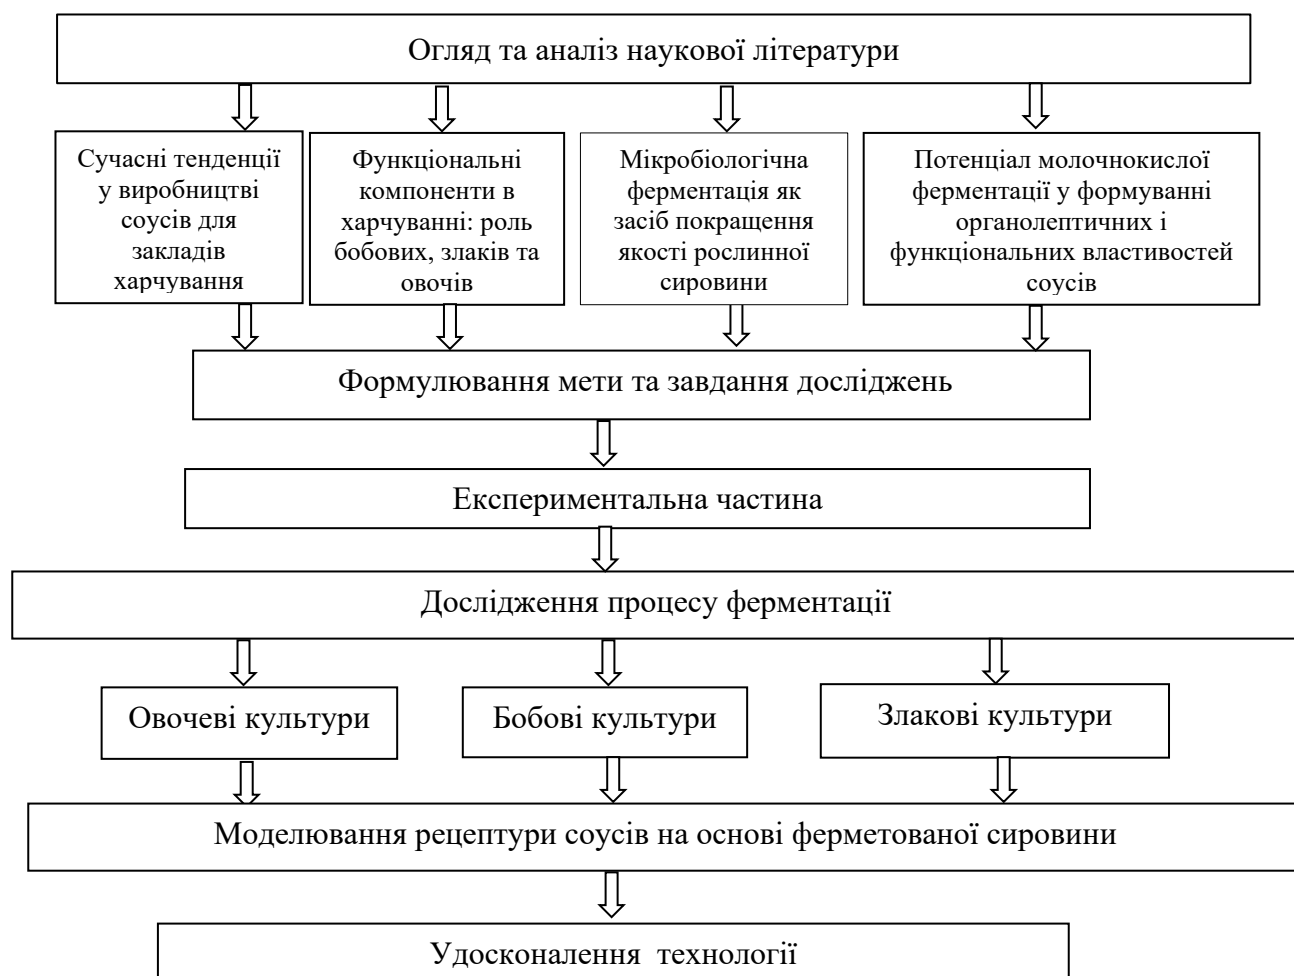 Огляд та аналіз наукової літератури
Сучасні тенденції
у виробництві
соусів для
закладів
харчування
Функціональні
компоненти в
харчуванні: роль
бобових, злаків та
овочів
Мікробіологічна
ферментація як
засіб покращення
якості рослинної
сировини
Потенціал молочнокислої
ферментації у формуванні
органолептичних і
функціональних властивостей
соусів
Формулювання мети та завдання досліджень
Експериментальна частина
Дослідження процесу ферментації
Овочеві культури
Бобові культури
Злакові культури
Моделювання рецептури соусів на основі ферметованої сировини
Удосконалення технології